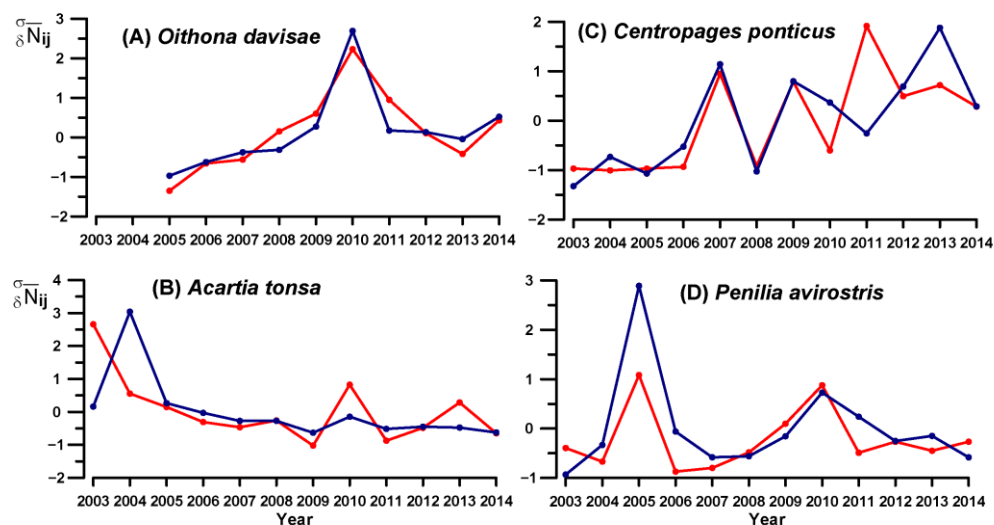 σ
δ N̅ij
(A) Oithona davisae
3
2
1
0
−1
−2
2003 2004 2005 2006 2007 2008 2009 2010 2011 2012 2013 2014
(C) Centropages ponticus
2
1
0
−1
−2
2003 2004 2005 2006 2007 2008 2009 2010 2011 2012 2013 2014
σ
δ N̅ij
(B) Acartia tonsa
4
3
2
1
0
−1
−2
2003 2004 2005 2006 2007 2008 2009 2010 2011 2012 2013 2014
Year
(D) Penilia avirostris
3
2
1
0
−1
2003 2004 2005 2006 2007 2008 2009 2010 2011 2012 2013 2014
Year